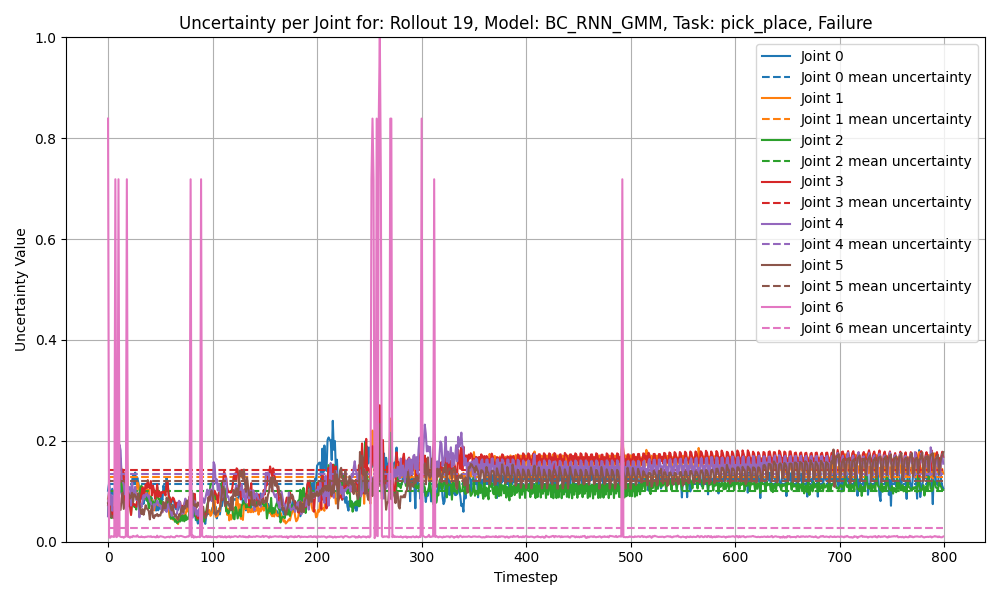 Uncertainty per Joint for: Rollout 19, Model: BC_RNN_GMM, Task: pick_place, Failure
1.0
0.8
0.6
0.4
0.2
0.0
Uncertainty Value
Joint 0
Joint 0 mean uncertainty
Joint 1
Joint 1 mean uncertainty
Joint 2
Joint 2 mean uncertainty
Joint 3
Joint 3 mean uncertainty
Joint 4
Joint 4 mean uncertainty
Joint 5
Joint 5 mean uncertainty
Joint 6
Joint 6 mean uncertainty
0 100 200 300 400 500 600 700 800
Timestep